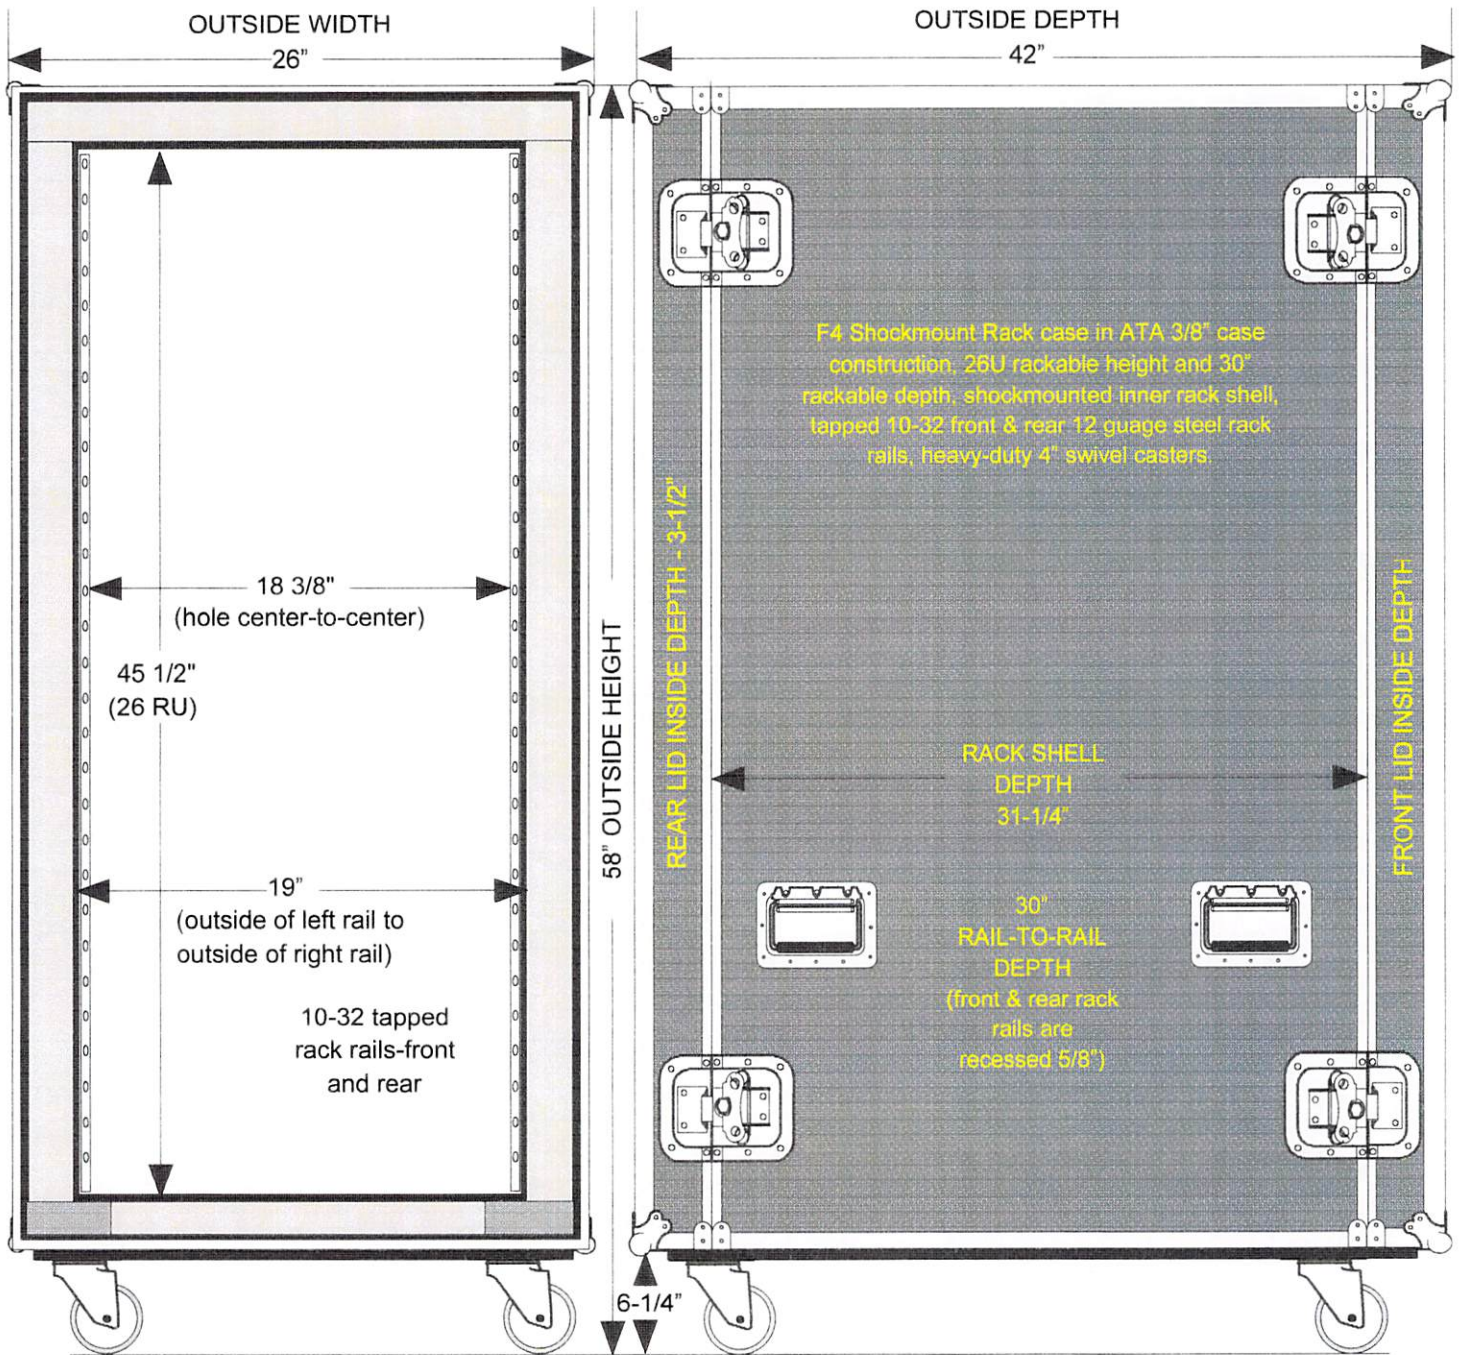 OUTSIDE WIDTH
26”
OUTSIDE DEPTH
42”
F4 Shockmount Rack case in ATA 3/8” case
construction, 26U rackable height and 30”
rackable depth, shockmounted inner rack shell,
tapped 10-32 front & rear 12 guage steel rack
rails, heavy-duty 4” swivel casters.
18 3/8"
(hole center-to-center)
45 1/2"
(26 RU)
19”
(outside of left rail to
outside of right rail)
10-32 tapped
rack rails-front
and rear
58” OUTSIDE HEIGHT
6-1/4”
REAR LID INSIDE DEPTH - 3-1/2”
RACK SHELL
DEPTH
31-1/4”
30”
RAIL-TO-RAIL
DEPTH
(front & rear rack
rails are
recessed 5/8”)
FRONT LID INSIDE DEPTH